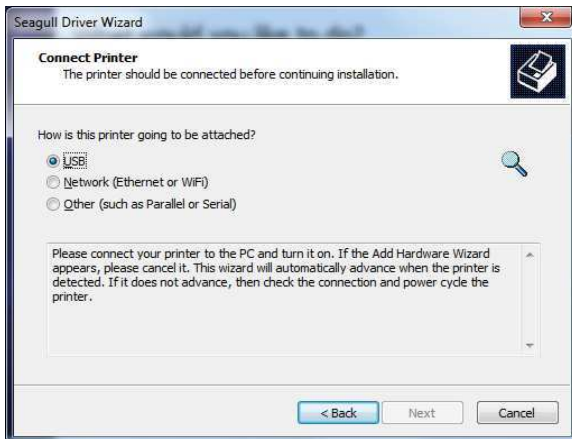 Seagull Driver Wizard
Connect Printer
The printer should be connected before continuing installation.
How is this printer going to be attached?
USB
Network (Ethernet or WiFi)
Other (such as Parallel or Serial)
Please connect your printer to the PC and turn it on. If the Add Hardware Wizard
appears, please cancel it. This wizard will automatically advance when the printer is
detected. If it does not advance, then check the connection and power cycle the
printer.
< Back
Next
Cancel